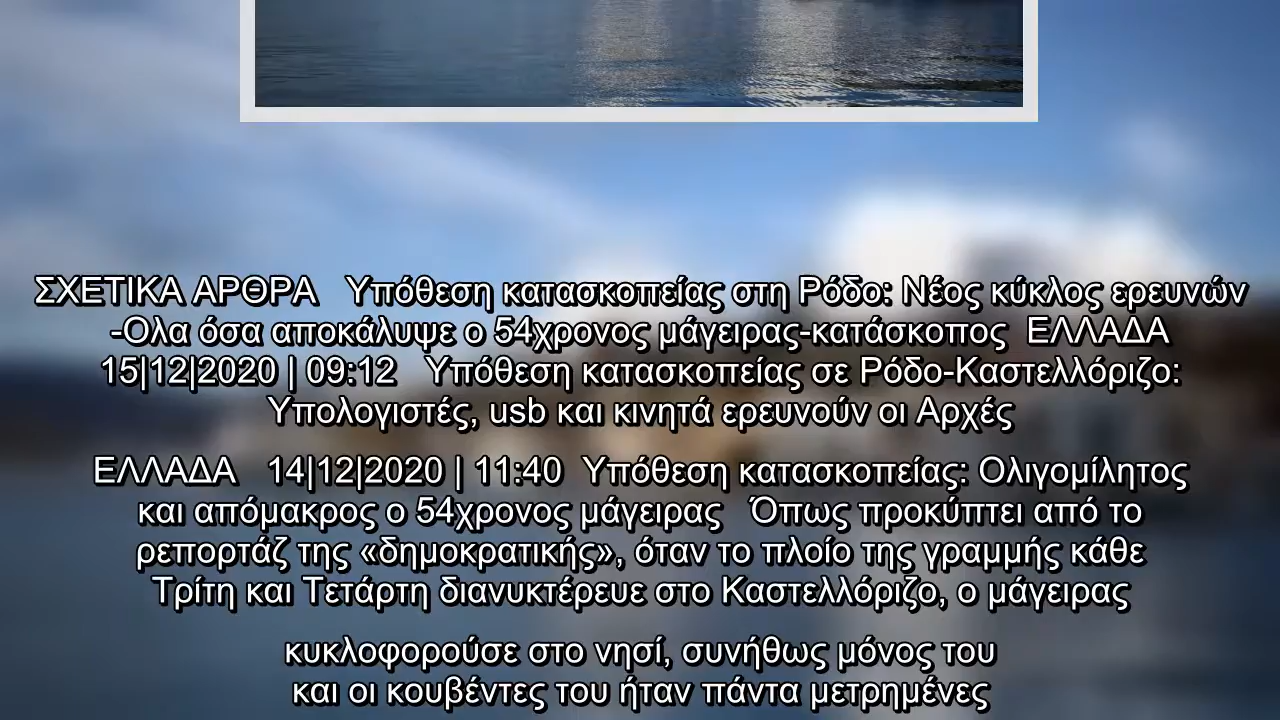 ΣΧΕΤΙΚΑ ΑΡΘΡΑ   Υπόθεση κατασκοπείας στη Ρόδο: Νέος κύκλος ερευνών
-Ολα όσα αποκάλυψε ο 54χρονος μάγειρας-κατάσκοπος  ΕΛΛΑΔΑ
15|12|2020 | 09:12   Υπόθεση κατασκοπείας σε Ρόδο-Καστελλόριζο:
Υπολογιστές, usb και κινητά ερευνούν οι Αρχές
ΕΛΛΑΔΑ   14|12|2020 | 11:40  Υπόθεση κατασκοπείας: Ολιγομίλητος
και απόμακρος ο 54χρονος μάγειρας   Όπως προκύπτει από το
ρεπορτάζ της «δημοκρατικής», όταν το πλοίο της γραμμής κάθε
Τρίτη και Τετάρτη διανυκτέρευε στο Καστελλόριζο, ο μάγειρας
κυκλοφορούσε στο νησί, συνήθως μόνος του
και οι κουβέντες του ήταν πάντα μετρημένες